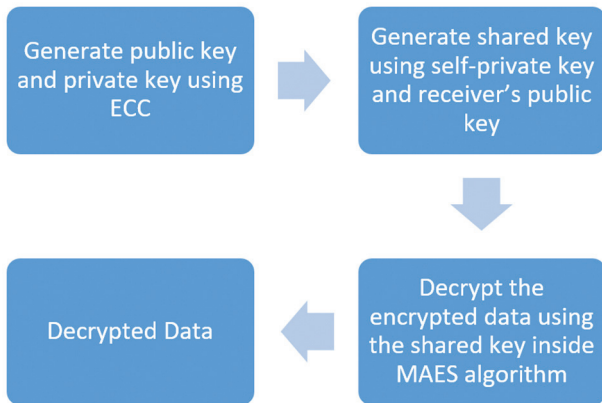 Generate public key
and private key using
ECC
Generate shared key
using self-private key
and receiver's public
key
Decrypt the
encrypted data using
the shared key inside
MAES algorithm
Decrypted Data